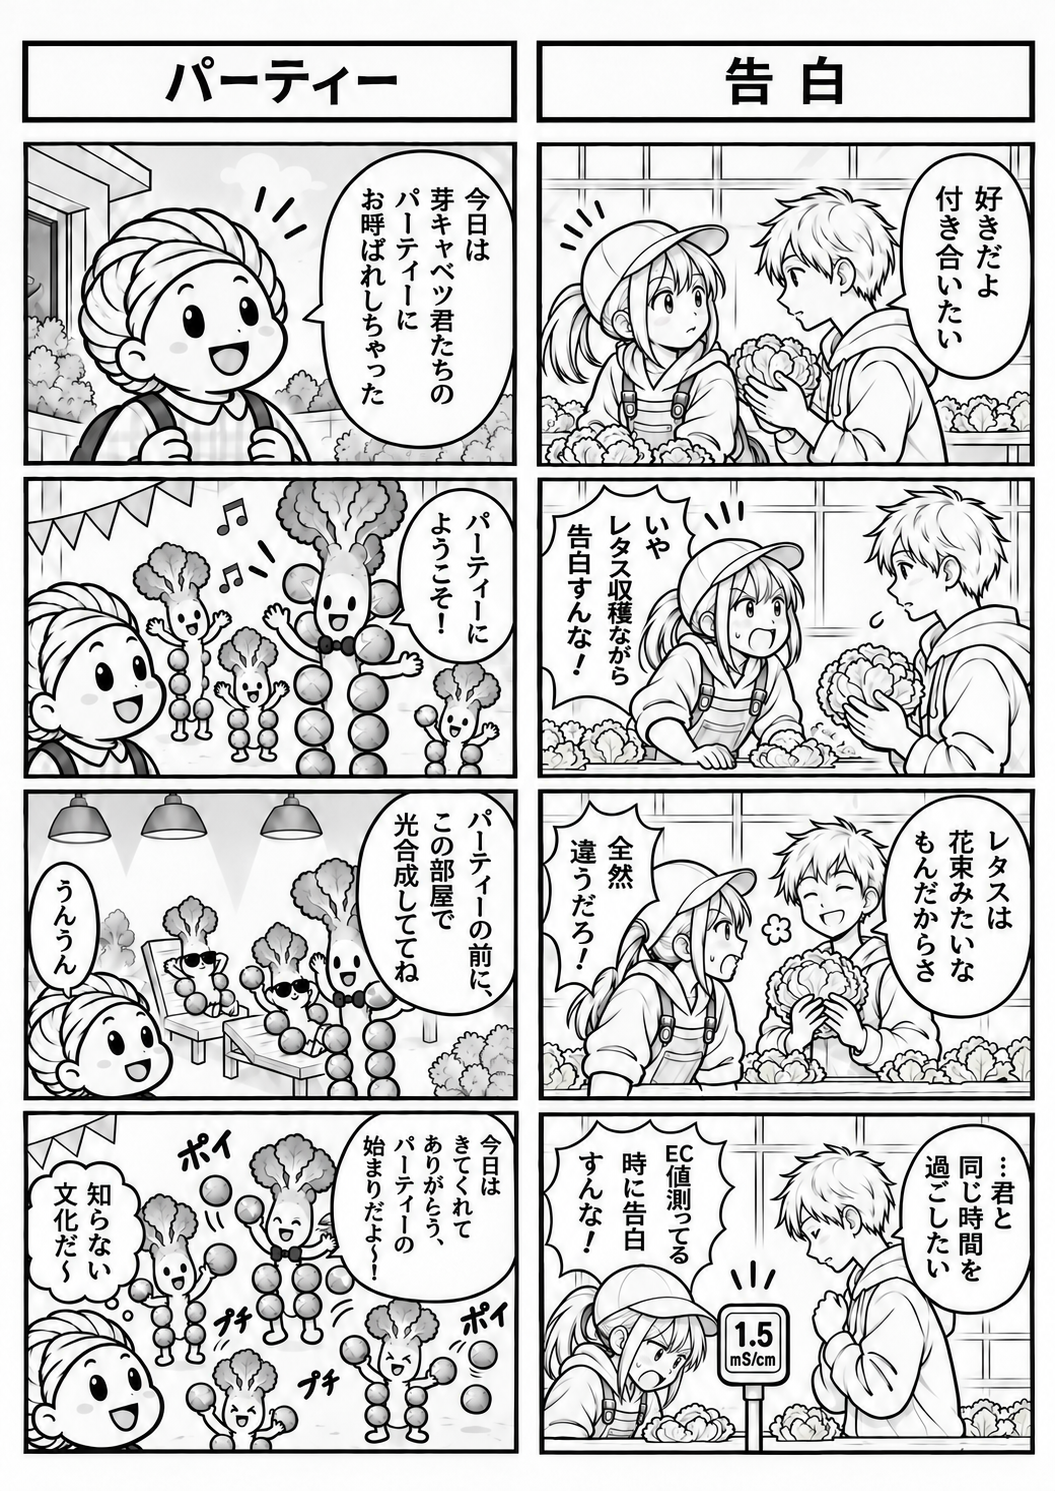 告白
好きだよ
付き合いたい
いや
レタス収穫ながら
告白すんな！
レタスは
花束みたいな
もんだからさ
全然
違うだろ！
…君と
同じ時間を
過ごしたい
EC値測ってる
時に告白
すんな！
1.5
mS/cm
パーティー
今日は
芽キャベツ君たちの
パーティーに
お呼ばれしちゃった
パーティーに
ようこそ！
パーティーの前に、
この部屋で
光合成しててね
うんうん
今日は
きてくれて
ありがらう、
パーティーの
始まりだよ〜！
ポイ
知らない
文化だ〜
プチ
プチ
ポイ